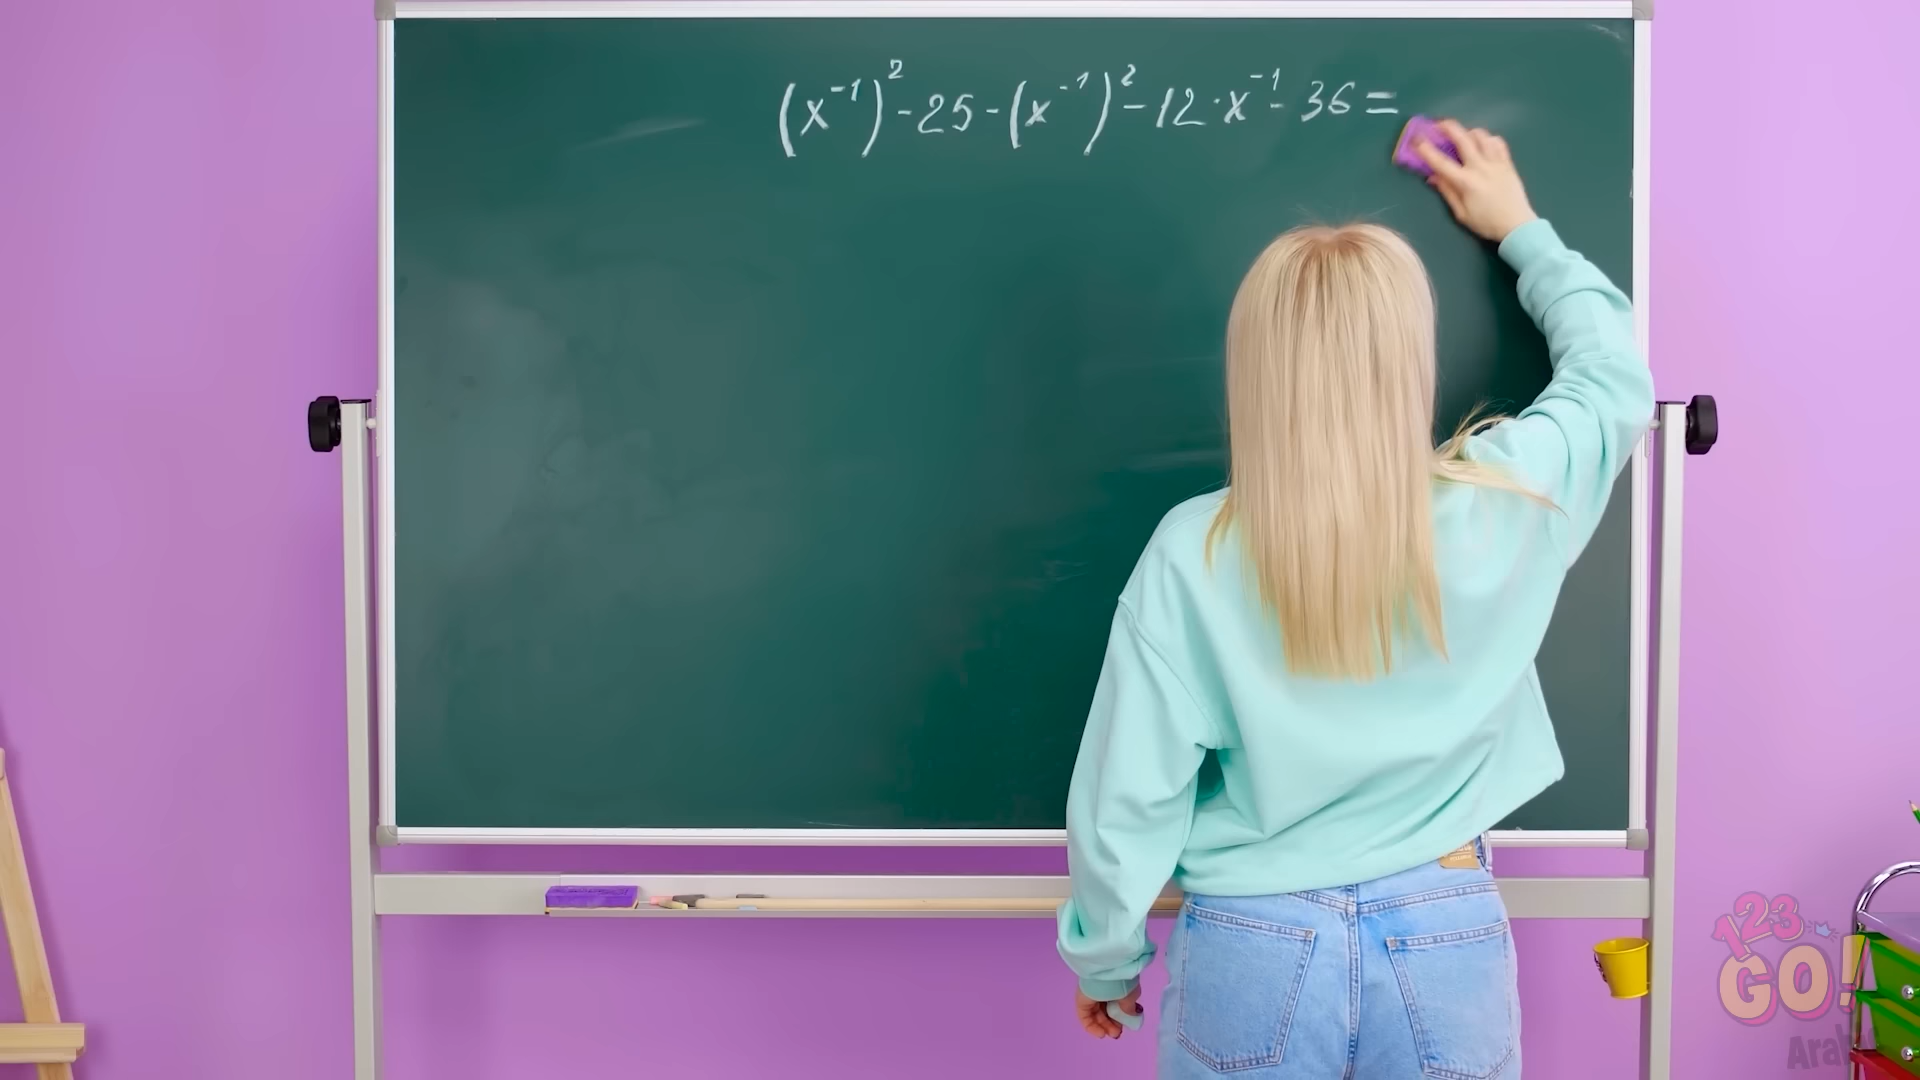 (x⁻¹)² - 25 - (x⁻¹)² - 12 · x⁻¹ - 36 =
123
GO!